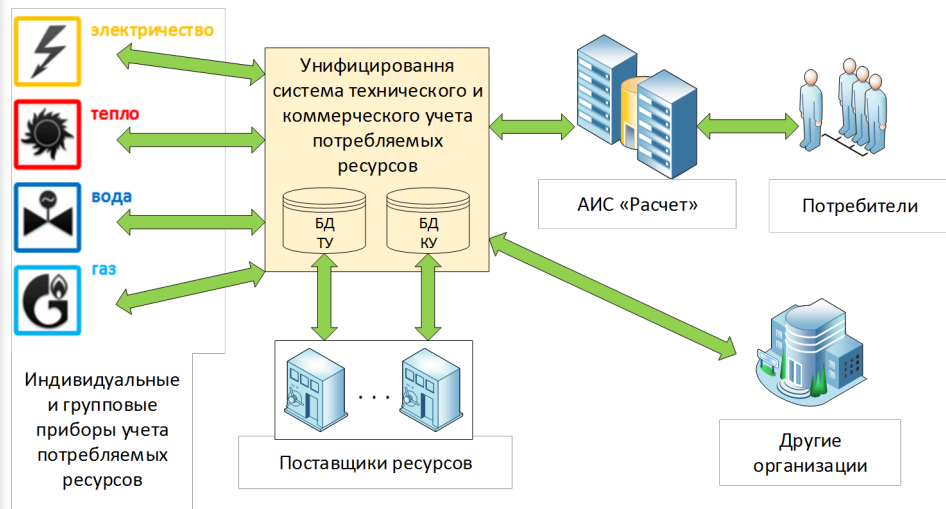 электричество
тепло
вода
газ
Индивидуальные
и групповые
приборы учета
потребляемых
ресурсов
Унифицировання
система технического и
коммерческого учета
потребляемых
ресурсов
БД
ТУ
БД
КУ
. . .
Поставщики ресурсов
АИС «Расчет»
Потребители
Другие
организации